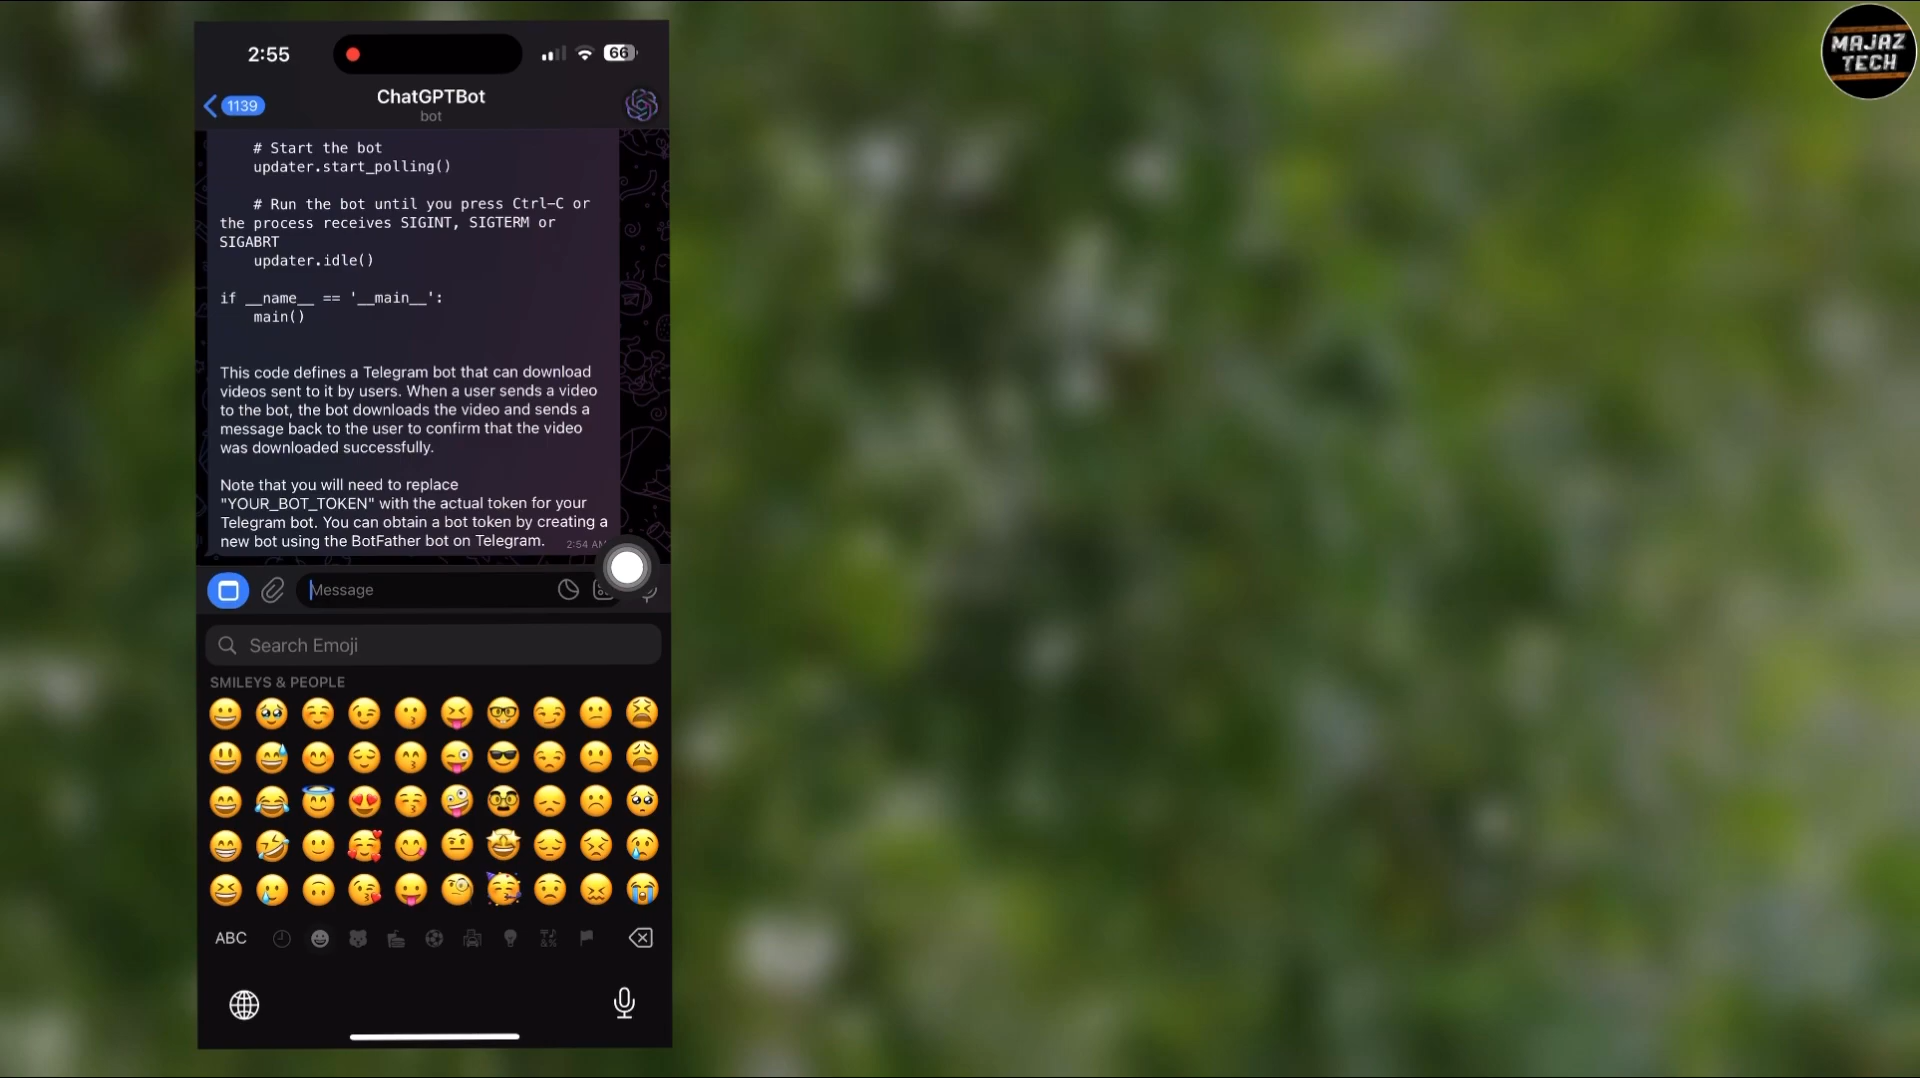 MAJAZ
TECH
2:55
66
1139
ChatGPTBot
bot
# Start the bot
updater.start_polling()
# Run the bot until you press Ctrl-C or
the process receives SIGINT, SIGTERM or
SIGABRT
updater.idle()
if __name__ == '__main__':
main()
This code defines a Telegram bot that can download
videos sent to it by users. When a user sends a video
to the bot, the bot downloads the video and sends a
message back to the user to confirm that the video
was downloaded successfully.
Note that you will need to replace
"YOUR_BOT_TOKEN" with the actual token for your
Telegram bot. You can obtain a bot token by creating a
new bot using the BotFather bot on Telegram.
2:54 AM
Message
Search Emoji
SMILEYS & PEOPLE
ABC